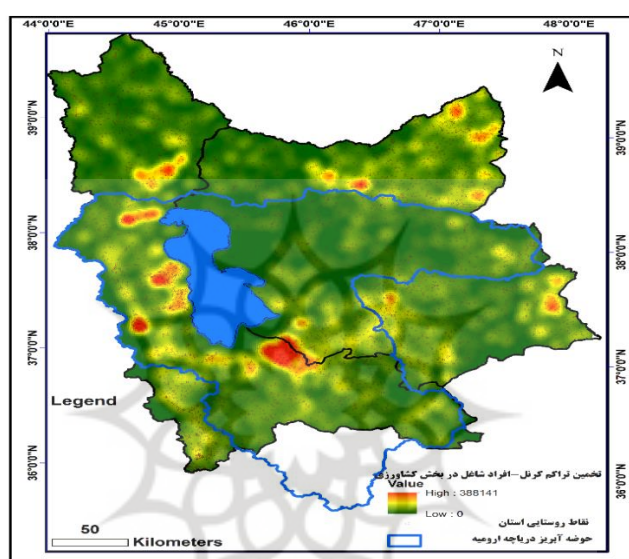 44°0'0"E 45°0'0"E 46°0'0"E 47°0'0"E 48°0'0"E
N
39°0'0"N 39°0'0"N
38°0'0"N 38°0'0"N
37°0'0"N 37°0'0"N
36°0'0"N 36°0'0"N
Legend
تخمین تراکم کرنل–افراد شاغل در بخش کشاورزی
Value
High : 388141
Low : 0
نقاط روستایی استان
حوضه آبریز دریاچه ارومیه
50
Kilometers